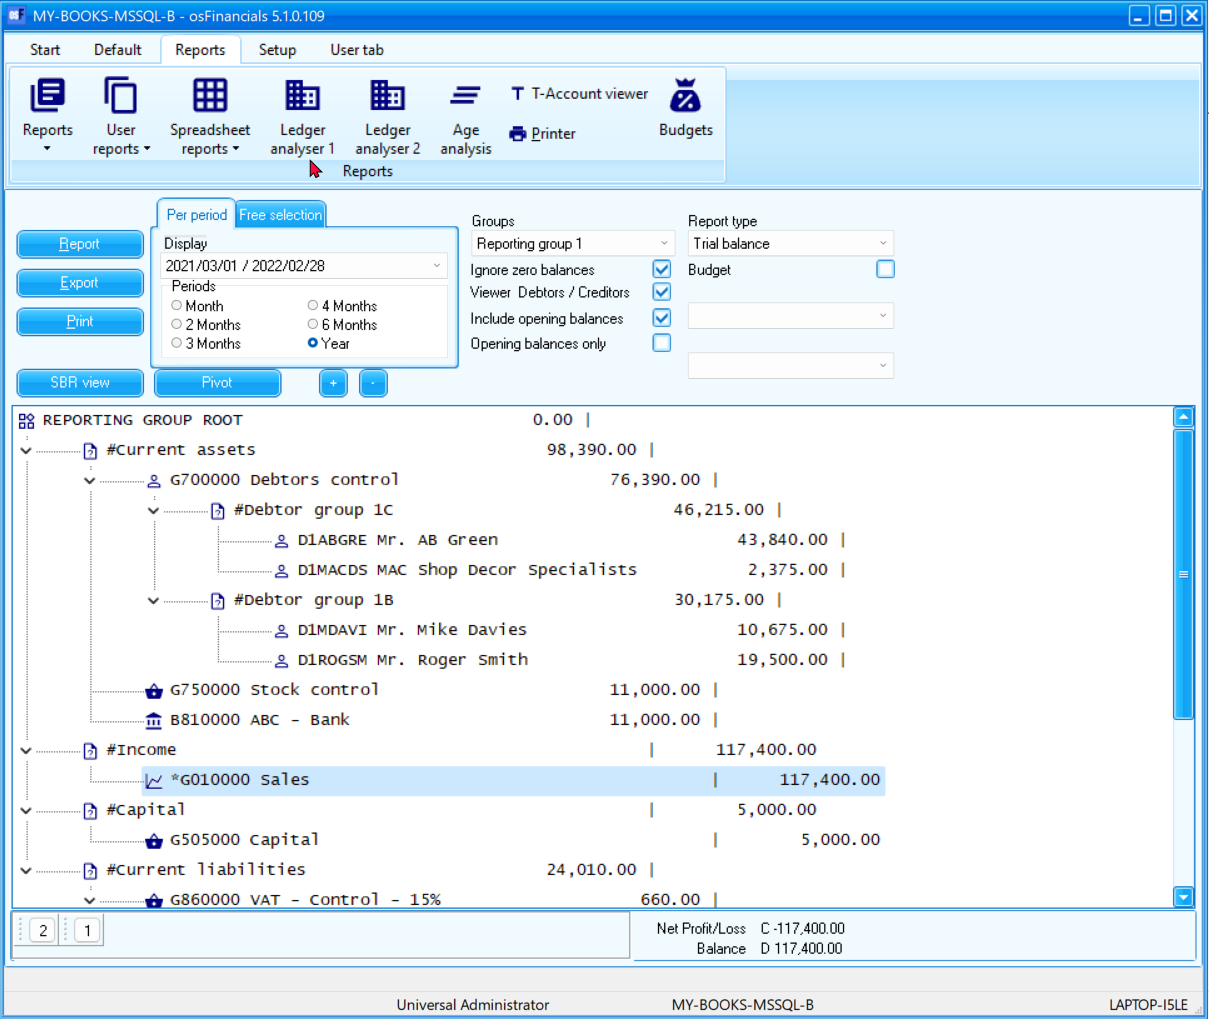 osF MY-BOOKS-MSSQL-B - osFinancials 5.1.0.109
Start Default Reports Setup User tab
Reports
User reports
Spreadsheet reports
Ledger analyser 1
Ledger analyser 2
Age analysis
T-Account viewer
Printer
Budgets
Reports
Report
Export
Print
Per period Free selection
Display
2021/03/01 / 2022/02/28
Periods
Month 4 Months
2 Months 6 Months
3 Months Year
Groups
Reporting group 1
Ignore zero balances
Viewer Debtors / Creditors
Include opening balances
Opening balances only
Report type
Trial balance
Budget
SBR view Pivot + -
REPORTING GROUP ROOT 0.00 |
#Current assets 98,390.00 |
G700000 Debtors control 76,390.00 |
#Debtor group 1C 46,215.00 |
D1ABGRE Mr. AB Green 43,840.00 |
D1MACDS MAC Shop Decor Specialists 2,375.00 |
#Debtor group 1B 30,175.00 |
D1MDAVI Mr. Mike Davies 10,675.00 |
D1ROGSM Mr. Roger Smith 19,500.00 |
G750000 Stock control 11,000.00 |
B810000 ABC - Bank 11,000.00 |
#Income | 117,400.00
*G010000 Sales | 117,400.00
#Capital | 5,000.00
G505000 Capital | 5,000.00
#Current liabilities 24,010.00 |
G860000 VAT - Control - 15% 660.00 |
2 1
Net Profit/Loss C -117,400.00
Balance D 117,400.00
Universal Administrator MY-BOOKS-MSSQL-B LAPTOP-I5LE